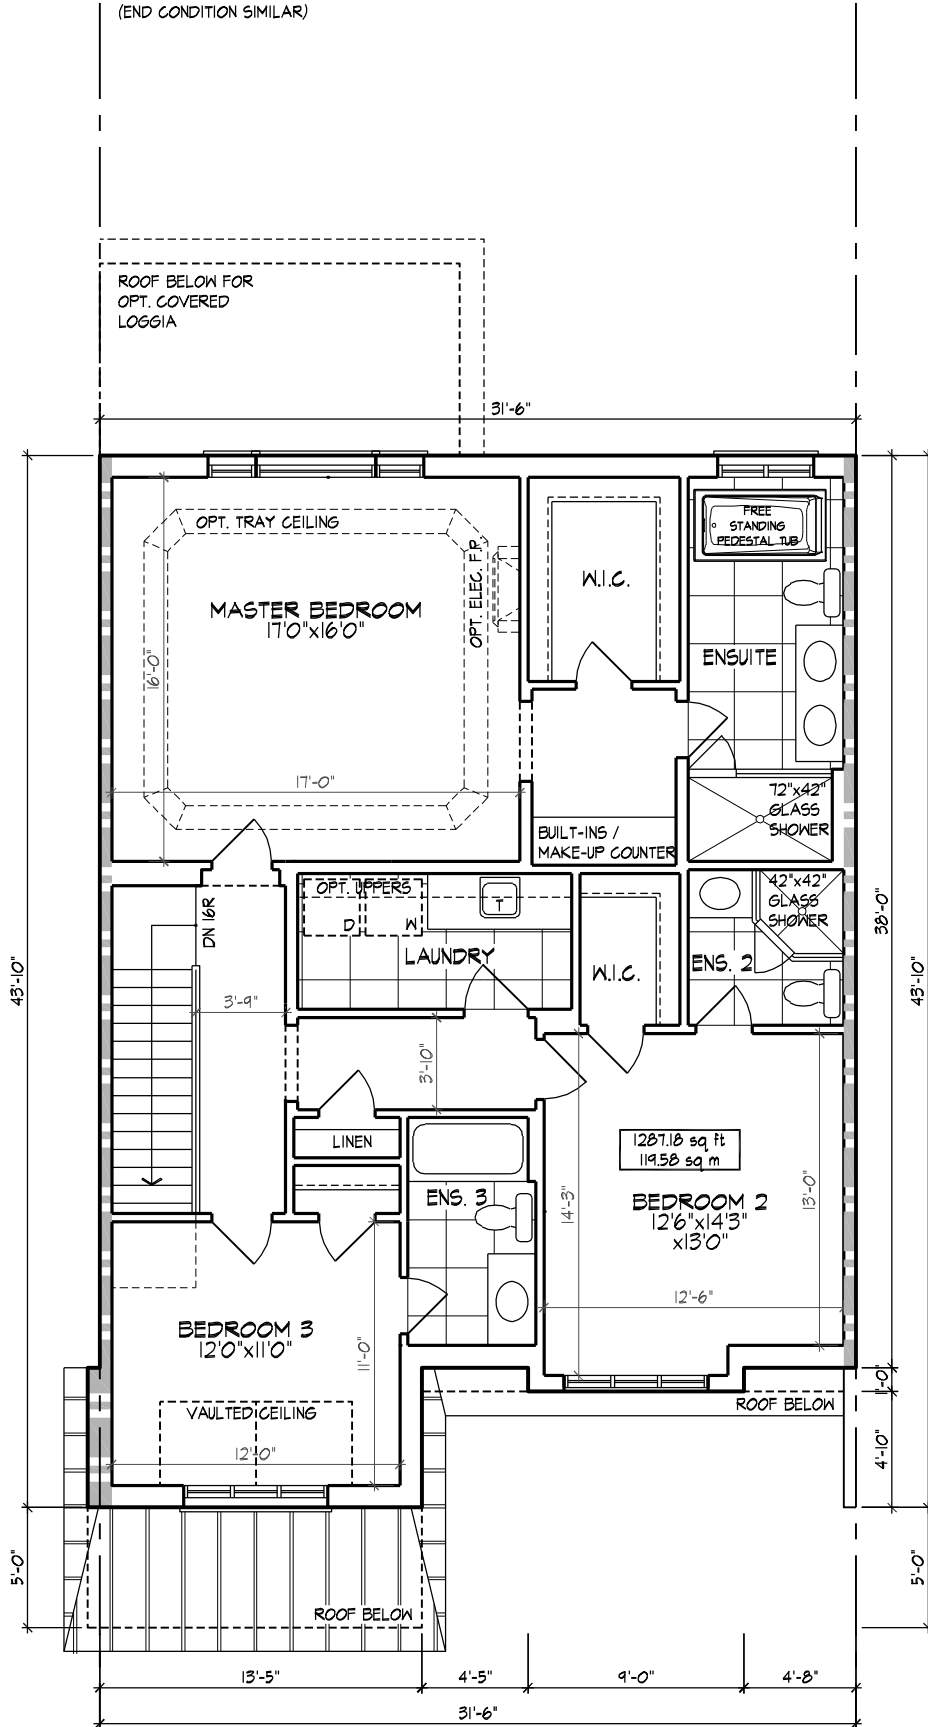 (END CONDITION SIMILAR)
ROOF BELOW FOR
OPT. COVERED
LOGGIA
31'-6"
OPT. TRAY CEILING
FREE
STANDING
PEDESTAL TUB
OPT. ELEC. F.P
W.I.C.
MASTER BEDROOM
17'0"x16'0"
16'-0"
ENSUITE
17'-0"
72"x42"
GLASS
SHOWER
BUILT-INS /
MAKE-UP COUNTER
OPT. UPPERS
42"x42"
GLASS
SHOWER
DN 16R
T
D
W
38'-0"
LAUNDRY
ENS. 2
W.I.C.
43'-10"
43'-10"
3'-9"
3'-10"
LINEN
1287.18 sq ft
119.58 sq m
ENS. 3
14'-3"
BEDROOM 2
12'6"x14'3"
x13'0"
13'-0"
12'-6"
BEDROOM 3
12'0"x11'0"
11'-0"
1'-0"
VAULTED CEILING
ROOF BELOW
12'-0"
4'-10"
5'-0"
5'-0"
ROOF BELOW
13'-5"
4'-5"
9'-0"
4'-8"
31'-6"